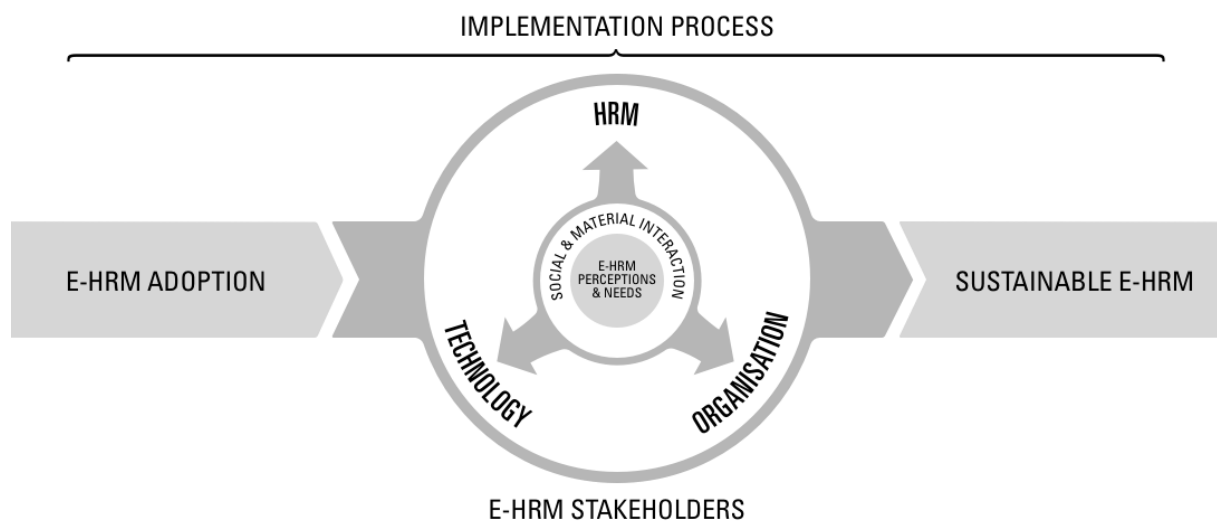 IMPLEMENTATION PROCESS
HRM
SOCIAL & MATERIAL INTERACTION
E-HRM
PERCEPTIONS
& NEEDS
E-HRM ADOPTION
SUSTAINABLE E-HRM
TECHNOLOGY
ORGANISATION
E-HRM STAKEHOLDERS